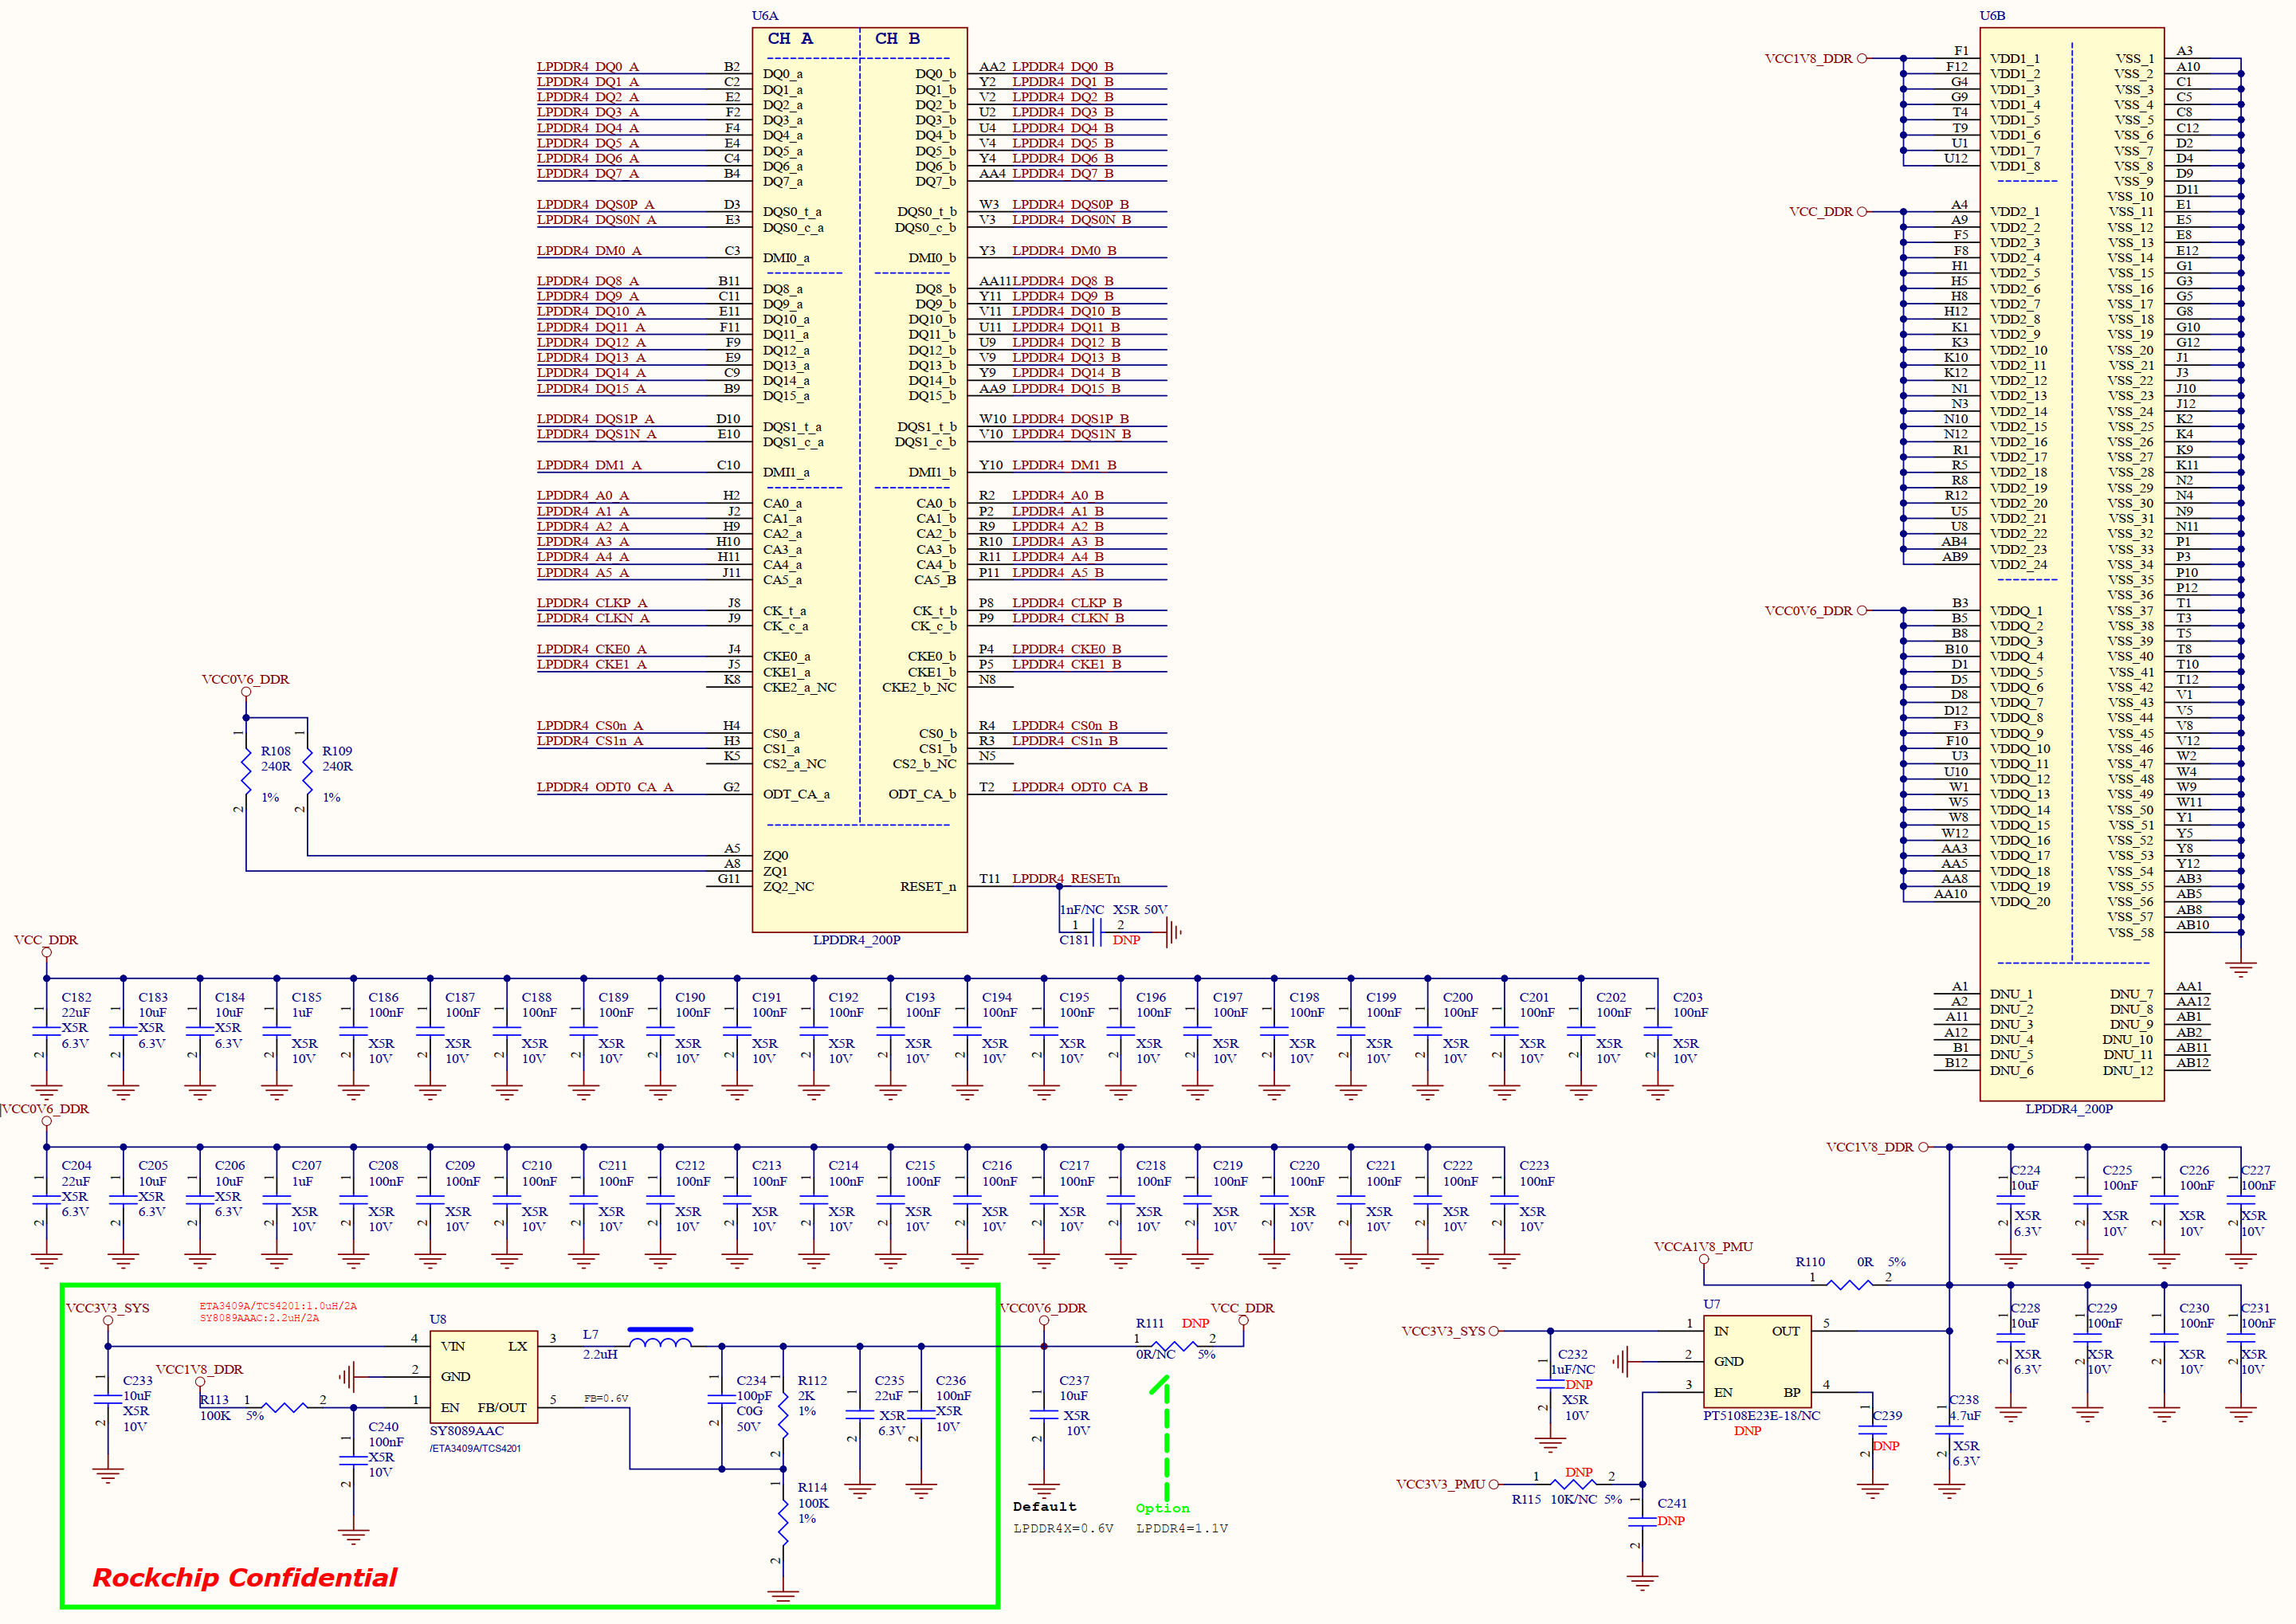 U6A
CH A CH B
LPDDR4_DQ0_A B2 DQ0_a DQ0_b AA2 LPDDR4_DQ0_B
LPDDR4_DQ1_A C2 DQ1_a DQ1_b Y2 LPDDR4_DQ1_B
LPDDR4_DQ2_A E2 DQ2_a DQ2_b V2 LPDDR4_DQ2_B
LPDDR4_DQ3_A F2 DQ3_a DQ3_b U2 LPDDR4_DQ3_B
LPDDR4_DQ4_A F4 DQ4_a DQ4_b U4 LPDDR4_DQ4_B
LPDDR4_DQ5_A E4 DQ5_a DQ5_b V4 LPDDR4_DQ5_B
LPDDR4_DQ6_A C4 DQ6_a DQ6_b Y4 LPDDR4_DQ6_B
LPDDR4_DQ7_A B4 DQ7_a DQ7_b AA4 LPDDR4_DQ7_B
LPDDR4_DQS0P_A D3 DQS0_t_a DQS0_t_b W3 LPDDR4_DQS0P_B
LPDDR4_DQS0N_A E3 DQS0_c_a DQS0_c_b V3 LPDDR4_DQS0N_B
LPDDR4_DM0_A C3 DMI0_a DMI0_b Y3 LPDDR4_DM0_B
LPDDR4_DQ8_A B11 DQ8_a DQ8_b AA11 LPDDR4_DQ8_B
LPDDR4_DQ9_A C11 DQ9_a DQ9_b Y11 LPDDR4_DQ9_B
LPDDR4_DQ10_A E11 DQ10_a DQ10_b V11 LPDDR4_DQ10_B
LPDDR4_DQ11_A F11 DQ11_a DQ11_b U11 LPDDR4_DQ11_B
LPDDR4_DQ12_A F9 DQ12_a DQ12_b U9 LPDDR4_DQ12_B
LPDDR4_DQ13_A E9 DQ13_a DQ13_b V9 LPDDR4_DQ13_B
LPDDR4_DQ14_A C9 DQ14_a DQ14_b Y9 LPDDR4_DQ14_B
LPDDR4_DQ15_A B9 DQ15_a DQ15_b AA9 LPDDR4_DQ15_B
LPDDR4_DQS1P_A D10 DQS1_t_a DQS1_t_b W10 LPDDR4_DQS1P_B
LPDDR4_DQS1N_A E10 DQS1_c_a DQS1_c_b V10 LPDDR4_DQS1N_B
LPDDR4_DM1_A C10 DMI1_a DMI1_b Y10 LPDDR4_DM1_B
LPDDR4_A0_A H2 CA0_a CA0_b R2 LPDDR4_A0_B
LPDDR4_A1_A J2 CA1_a CA1_b P2 LPDDR4_A1_B
LPDDR4_A2_A H9 CA2_a CA2_b R9 LPDDR4_A2_B
LPDDR4_A3_A H10 CA3_a CA3_b R10 LPDDR4_A3_B
LPDDR4_A4_A H11 CA4_a CA4_b R11 LPDDR4_A4_B
LPDDR4_A5_A J11 CA5_a CA5_B P11 LPDDR4_A5_B
LPDDR4_CLKP_A J8 CK_t_a CK_t_b P8 LPDDR4_CLKP_B
LPDDR4_CLKN_A J9 CK_c_a CK_c_b P9 LPDDR4_CLKN_B
LPDDR4_CKE0_A J4 CKE0_a CKE0_b P4 LPDDR4_CKE0_B
LPDDR4_CKE1_A J5 CKE1_a CKE1_b P5 LPDDR4_CKE1_B
K8 CKE2_a_NC CKE2_b_NC N8
LPDDR4_CS0n_A H4 CS0_a CS0_b R4 LPDDR4_CS0n_B
LPDDR4_CS1n_A H3 CS1_a CS1_b R3 LPDDR4_CS1n_B
K5 CS2_a_NC CS2_b_NC N5
LPDDR4_ODT0_CA_A G2 ODT_CA_a ODT_CA_b T2 LPDDR4_ODT0_CA_B
A5 ZQ0
A8 ZQ1
G11 ZQ2_NC RESET_n T11 LPDDR4_RESETn
LPDDR4_200P
VCC0V6_DDR
1 1
R108 R109
240R 240R
1% 1%
2 2
1nF/NC X5R 50V
1 2
C181 DNP
U6B
VCC1V8_DDR F1 VDD1_1 VSS_1 A3
F12 VDD1_2 VSS_2 A10
G4 VDD1_3 VSS_3 C1
G9 VDD1_4 VSS_4 C5
T4 VDD1_5 VSS_5 C8
T9 VDD1_6 VSS_6 C12
U1 VDD1_7 VSS_7 D2
U12 VDD1_8 VSS_8 D4
VSS_9 D9
VSS_10 D11
VCC_DDR A4 VDD2_1 VSS_11 E1
A9 VDD2_2 VSS_12 E5
F5 VDD2_3 VSS_13 E8
F8 VDD2_4 VSS_14 E12
H1 VDD2_5 VSS_15 G1
H5 VDD2_6 VSS_16 G3
H8 VDD2_7 VSS_17 G5
H12 VDD2_8 VSS_18 G8
K1 VDD2_9 VSS_19 G10
K3 VDD2_10 VSS_20 G12
K10 VDD2_11 VSS_21 J1
K12 VDD2_12 VSS_22 J3
N1 VDD2_13 VSS_23 J10
N3 VDD2_14 VSS_24 J12
N10 VDD2_15 VSS_25 K2
N12 VDD2_16 VSS_26 K4
R1 VDD2_17 VSS_27 K9
R5 VDD2_18 VSS_28 K11
R8 VDD2_19 VSS_29 N2
R12 VDD2_20 VSS_30 N4
U5 VDD2_21 VSS_31 N9
U8 VDD2_22 VSS_32 N11
AB4 VDD2_23 VSS_33 P1
AB9 VDD2_24 VSS_34 P3
VSS_35 P10
VSS_36 P12
VCC0V6_DDR B3 VDDQ_1 VSS_37 T1
B5 VDDQ_2 VSS_38 T3
B8 VDDQ_3 VSS_39 T5
B10 VDDQ_4 VSS_40 T8
D1 VDDQ_5 VSS_41 T10
D5 VDDQ_6 VSS_42 T12
D8 VDDQ_7 VSS_43 V1
D12 VDDQ_8 VSS_44 V5
F3 VDDQ_9 VSS_45 V8
F10 VDDQ_10 VSS_46 V12
U3 VDDQ_11 VSS_47 W2
U10 VDDQ_12 VSS_48 W4
W1 VDDQ_13 VSS_49 W9
W5 VDDQ_14 VSS_50 W11
W8 VDDQ_15 VSS_51 Y1
W12 VDDQ_16 VSS_52 Y5
AA3 VDDQ_17 VSS_53 Y8
AA5 VDDQ_18 VSS_54 Y12
AA8 VDDQ_19 VSS_55 AB3
AA10 VDDQ_20 VSS_56 AB5
VSS_57 AB8
VSS_58 AB10
A1 DNU_1 DNU_7 AA1
A2 DNU_2 DNU_8 AA12
A11 DNU_3 DNU_9 AB1
A12 DNU_4 DNU_10 AB2
B1 DNU_5 DNU_11 AB11
B12 DNU_6 DNU_12 AB12
LPDDR4_200P
VCC_DDR
C182 C183 C184 C185 C186 C187 C188 C189 C190 C191 C192 C193 C194 C195 C196 C197 C198 C199 C200 C201 C202 C203
22uF 10uF 10uF 1uF 100nF 100nF 100nF 100nF 100nF 100nF 100nF 100nF 100nF 100nF 100nF 100nF 100nF 100nF 100nF 100nF 100nF 100nF
X5R X5R X5R X5R X5R X5R X5R X5R X5R X5R X5R X5R X5R X5R X5R X5R X5R X5R X5R X5R X5R X5R
6.3V 6.3V 6.3V 10V 10V 10V 10V 10V 10V 10V 10V 10V 10V 10V 10V 10V 10V 10V 10V 10V 10V 10V
VCC0V6_DDR
C204 C205 C206 C207 C208 C209 C210 C211 C212 C213 C214 C215 C216 C217 C218 C219 C220 C221 C222 C223
22uF 10uF 10uF 1uF 100nF 100nF 100nF 100nF 100nF 100nF 100nF 100nF 100nF 100nF 100nF 100nF 100nF 100nF 100nF 100nF
X5R X5R X5R X5R X5R X5R X5R X5R X5R X5R X5R X5R X5R X5R X5R X5R X5R X5R X5R X5R
6.3V 6.3V 6.3V 10V 10V 10V 10V 10V 10V 10V 10V 10V 10V 10V 10V 10V 10V 10V 10V 10V
VCC1V8_DDR
C224 C225 C226 C227
10uF 100nF 100nF 100nF
X5R X5R X5R X5R
6.3V 10V 10V 10V
VCC3V3_SYS
ETA3409A/TCS4201:1.0uH/2A
SY8089AAAC:2.2uH/2A
C233
10uF
X5R
10V
VCC1V8_DDR
R113 1 2
100K 5%
C240
100nF
X5R
10V
U8
4 VIN LX 3
2 GND
1 EN FB/OUT 5
SY8089AAC
/ETA3409A/TCS4201
L7
2.2uH
FB=0.6V
C234
100pF
C0G
50V
R112
2K
1%
R114
100K
1%
C235
22uF
X5R
6.3V
C236
100nF
X5R
10V
Rockchip Confidential
VCC0V6_DDR
C237
10uF
X5R
10V
R111 DNP
1 2
0R/NC 5%
VCC_DDR
Default
LPDDR4X=0.6V
Option
LPDDR4=1.1V
VCCA1V8_PMU
R110 0R 5%
1 2
U7
VCC3V3_SYS 1 IN OUT 5
2 GND
3 EN BP 4
PT5108E23E-18/NC
DNP
C232
1uF/NC
DNP
X5R
10V
VCC3V3_PMU 1 DNP 2
R115 10K/NC 5%
C241
DNP
C239
DNP
C238
4.7uF
X5R
6.3V
C228 C229 C230 C231
10uF 100nF 100nF 100nF
X5R X5R X5R X5R
6.3V 10V 10V 10V